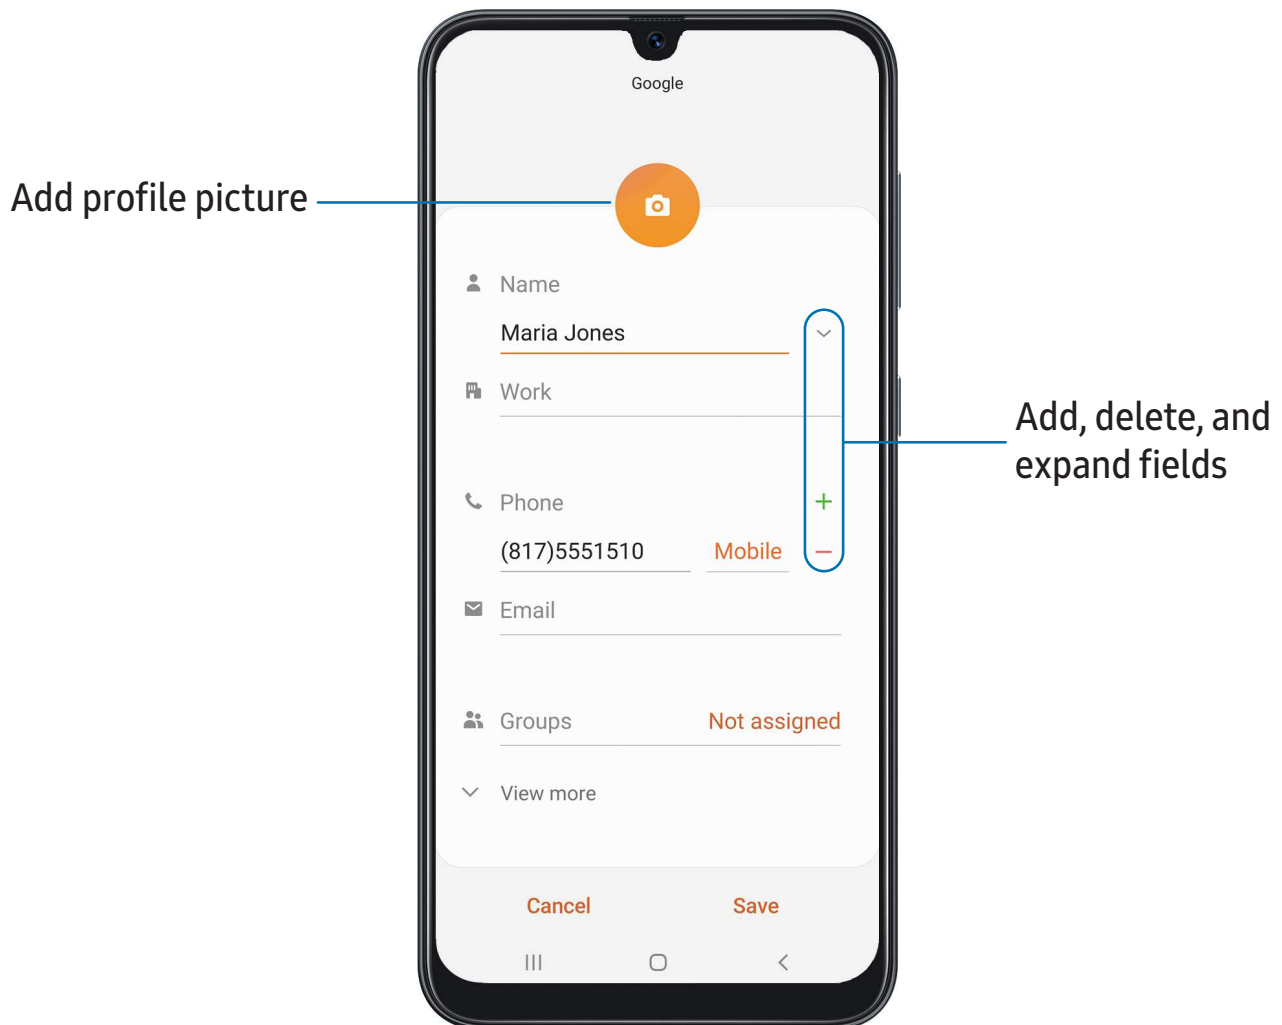 Google
Add profile picture
Name
Maria Jones
Work
Add, delete, and
expand fields
Phone
(817)5551510 Mobile
Email
Groups Not assigned
View more
Cancel Save